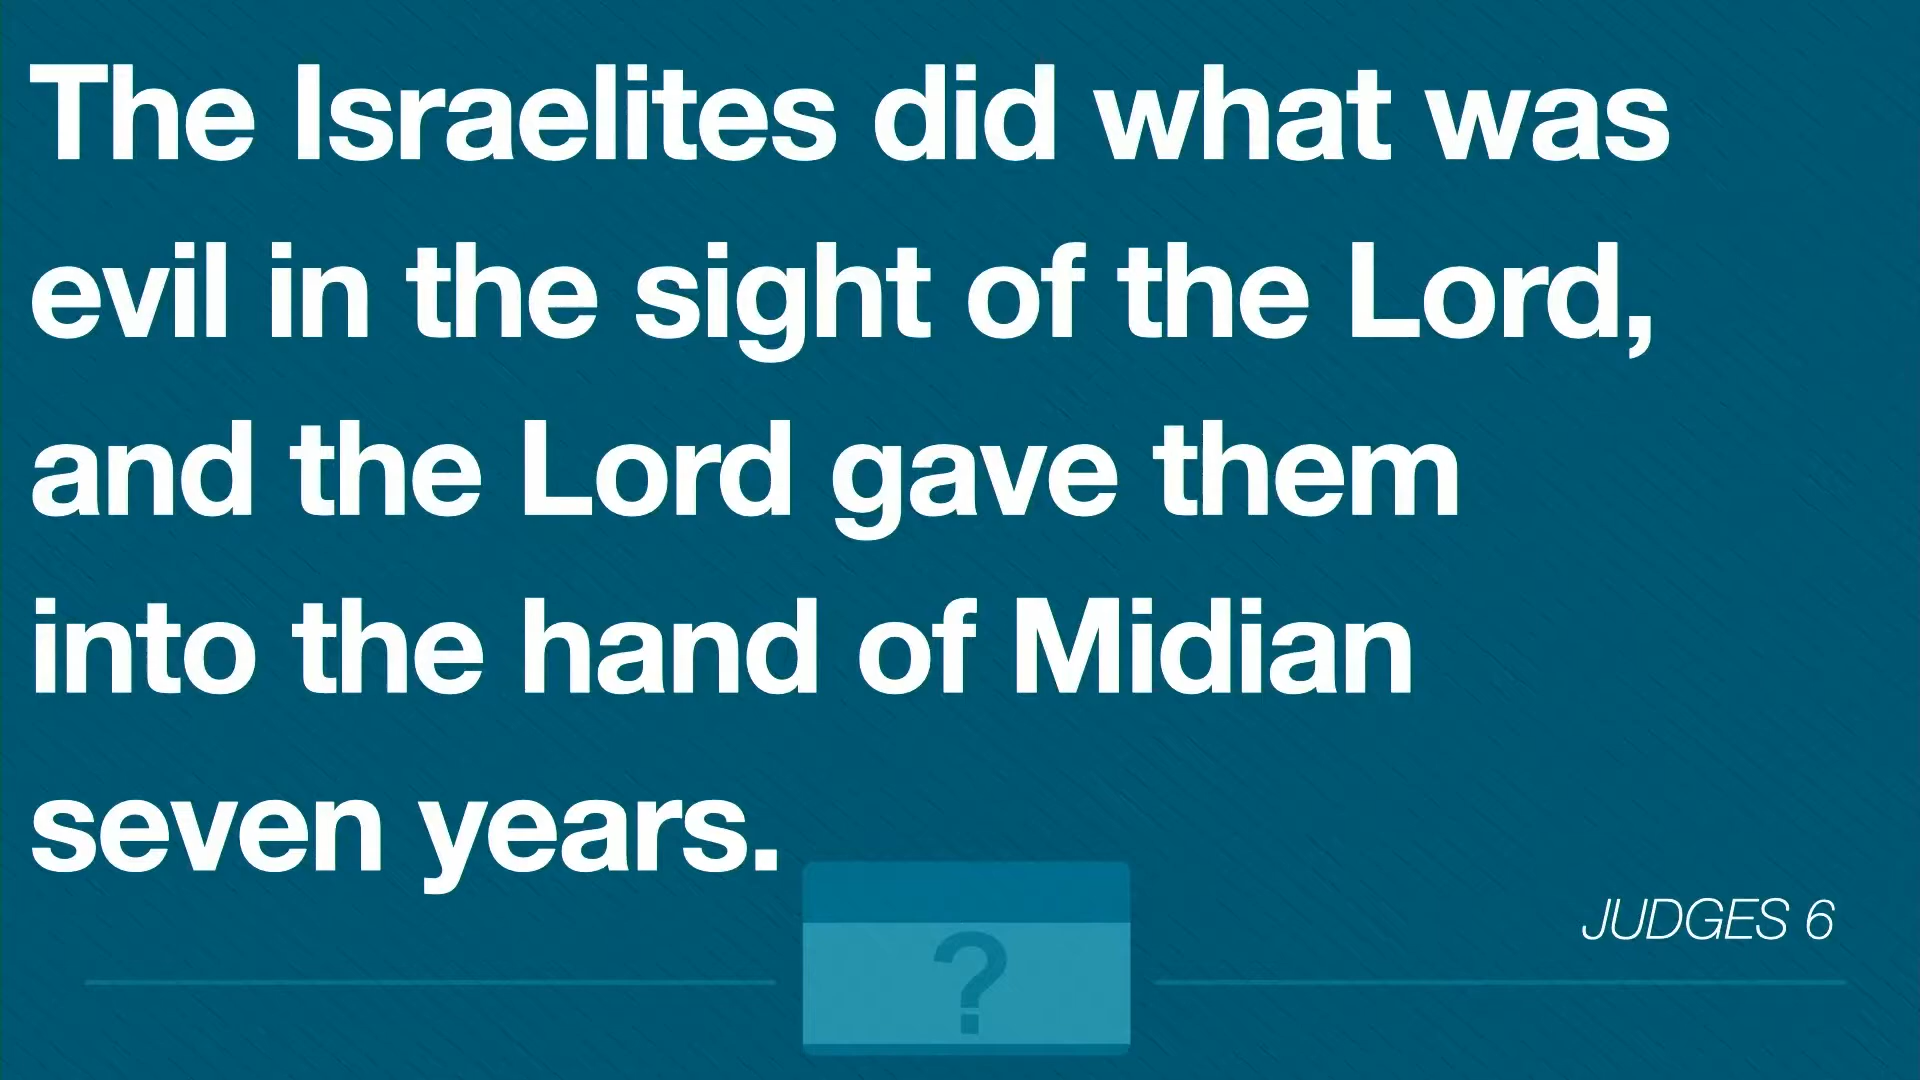 The Israelites did what was
evil in the sight of the Lord,
and the Lord gave them
into the hand of Midian
seven years.
JUDGES 6
?